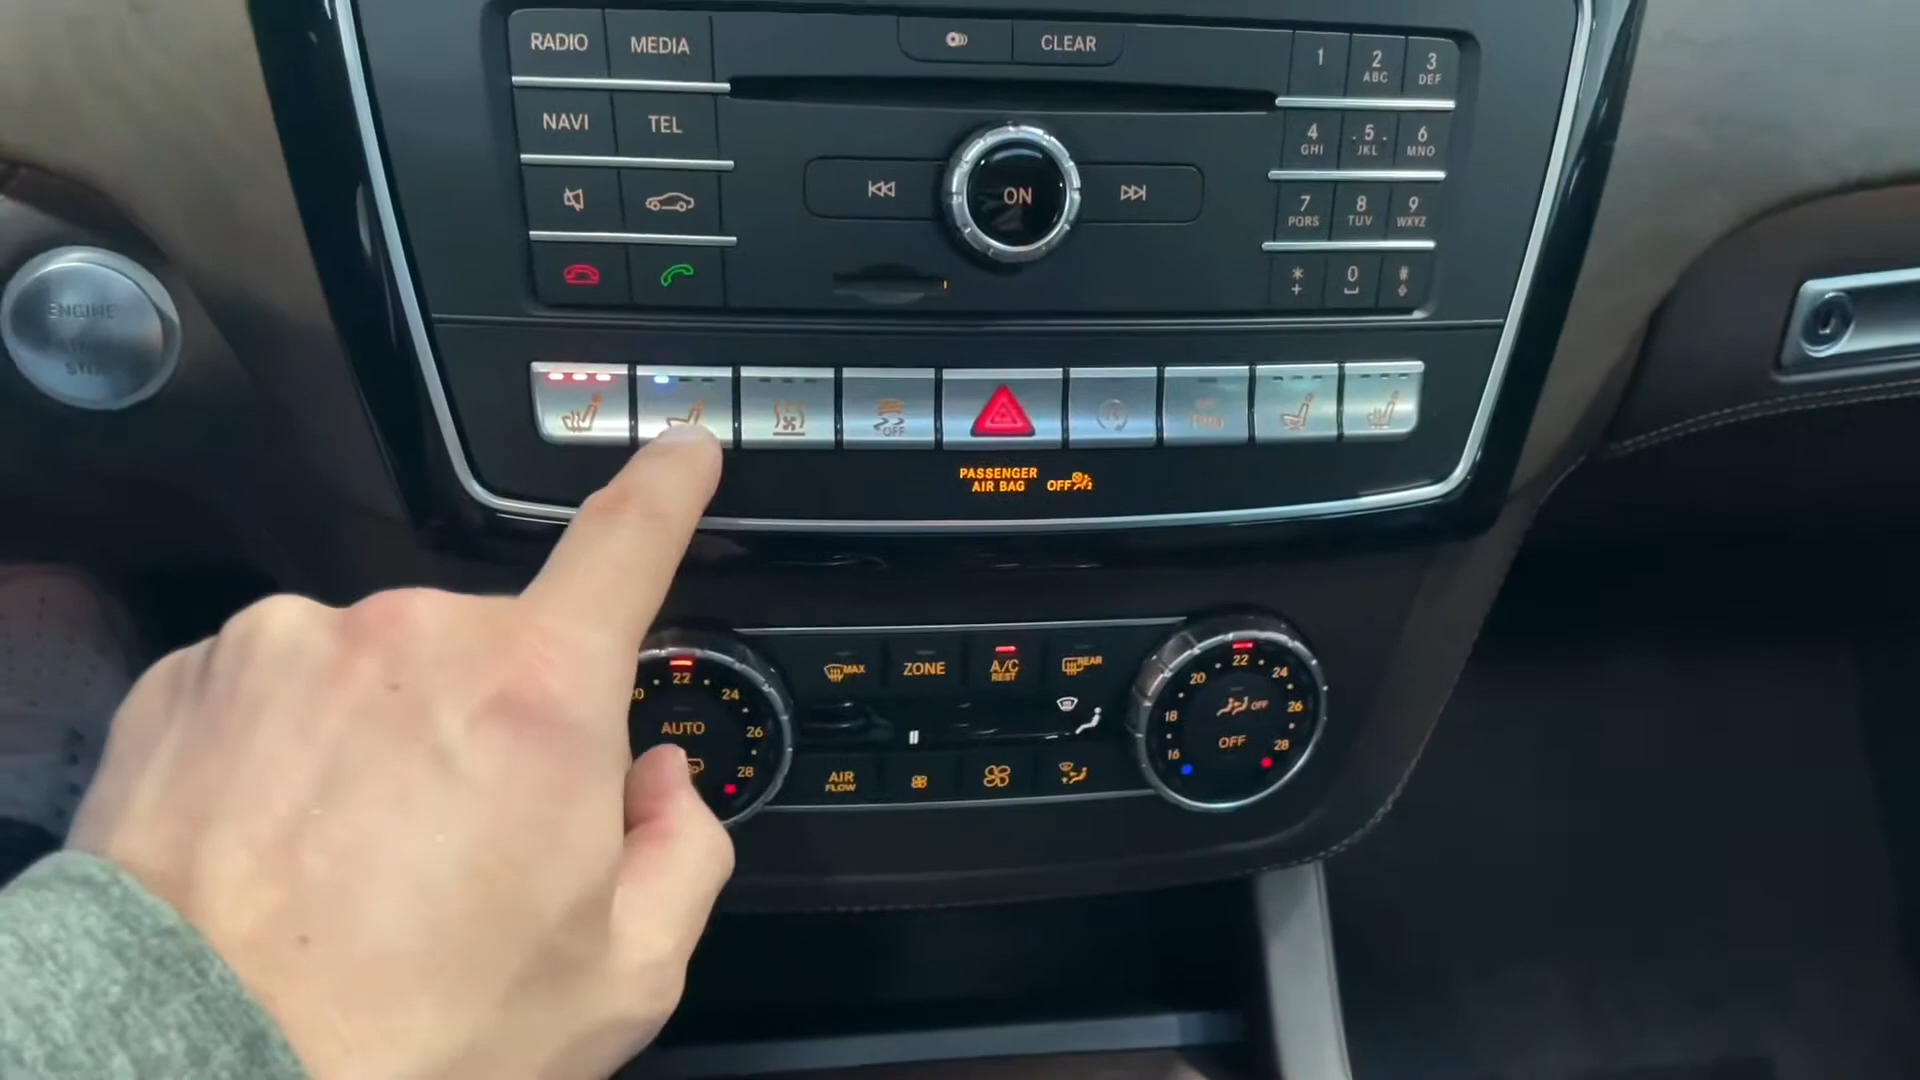 RADIO
MEDIA
CLEAR
1
2
ABC
3
DEF
NAVI
TEL
4
GHI
5
JKL
6
MNO
ON
7
PQRS
8
TUV
9
WXYZ
*
+
0
#
ENGINE
OFF
PASSENGER
AIR BAG OFF
MAX
ZONE
A/C
REST
REAR
22
24
AUTO
26
28
AIR
FLOW
16
18
20
22
24
26
28
OFF
OFF